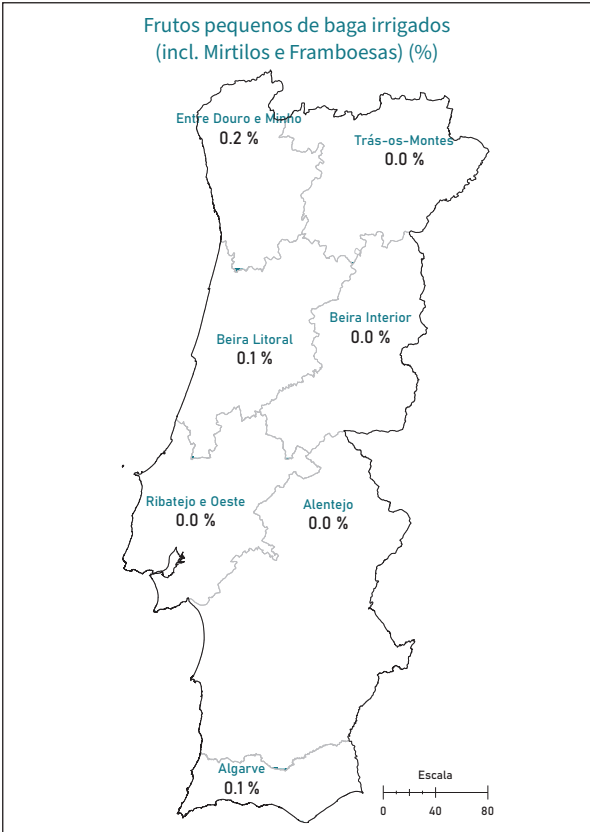 Frutos pequenos de baga irrigados
(incl. Mirtilos e Framboesas) (%)
Entre Douro e Minho
0.2 %
Trás-os-Montes
0.0 %
Beira Interior
0.0 %
Beira Litoral
0.1 %
Ribatejo e Oeste
0.0 %
Alentejo
0.0 %
Algarve
0.1 %
Escala
0 40 80